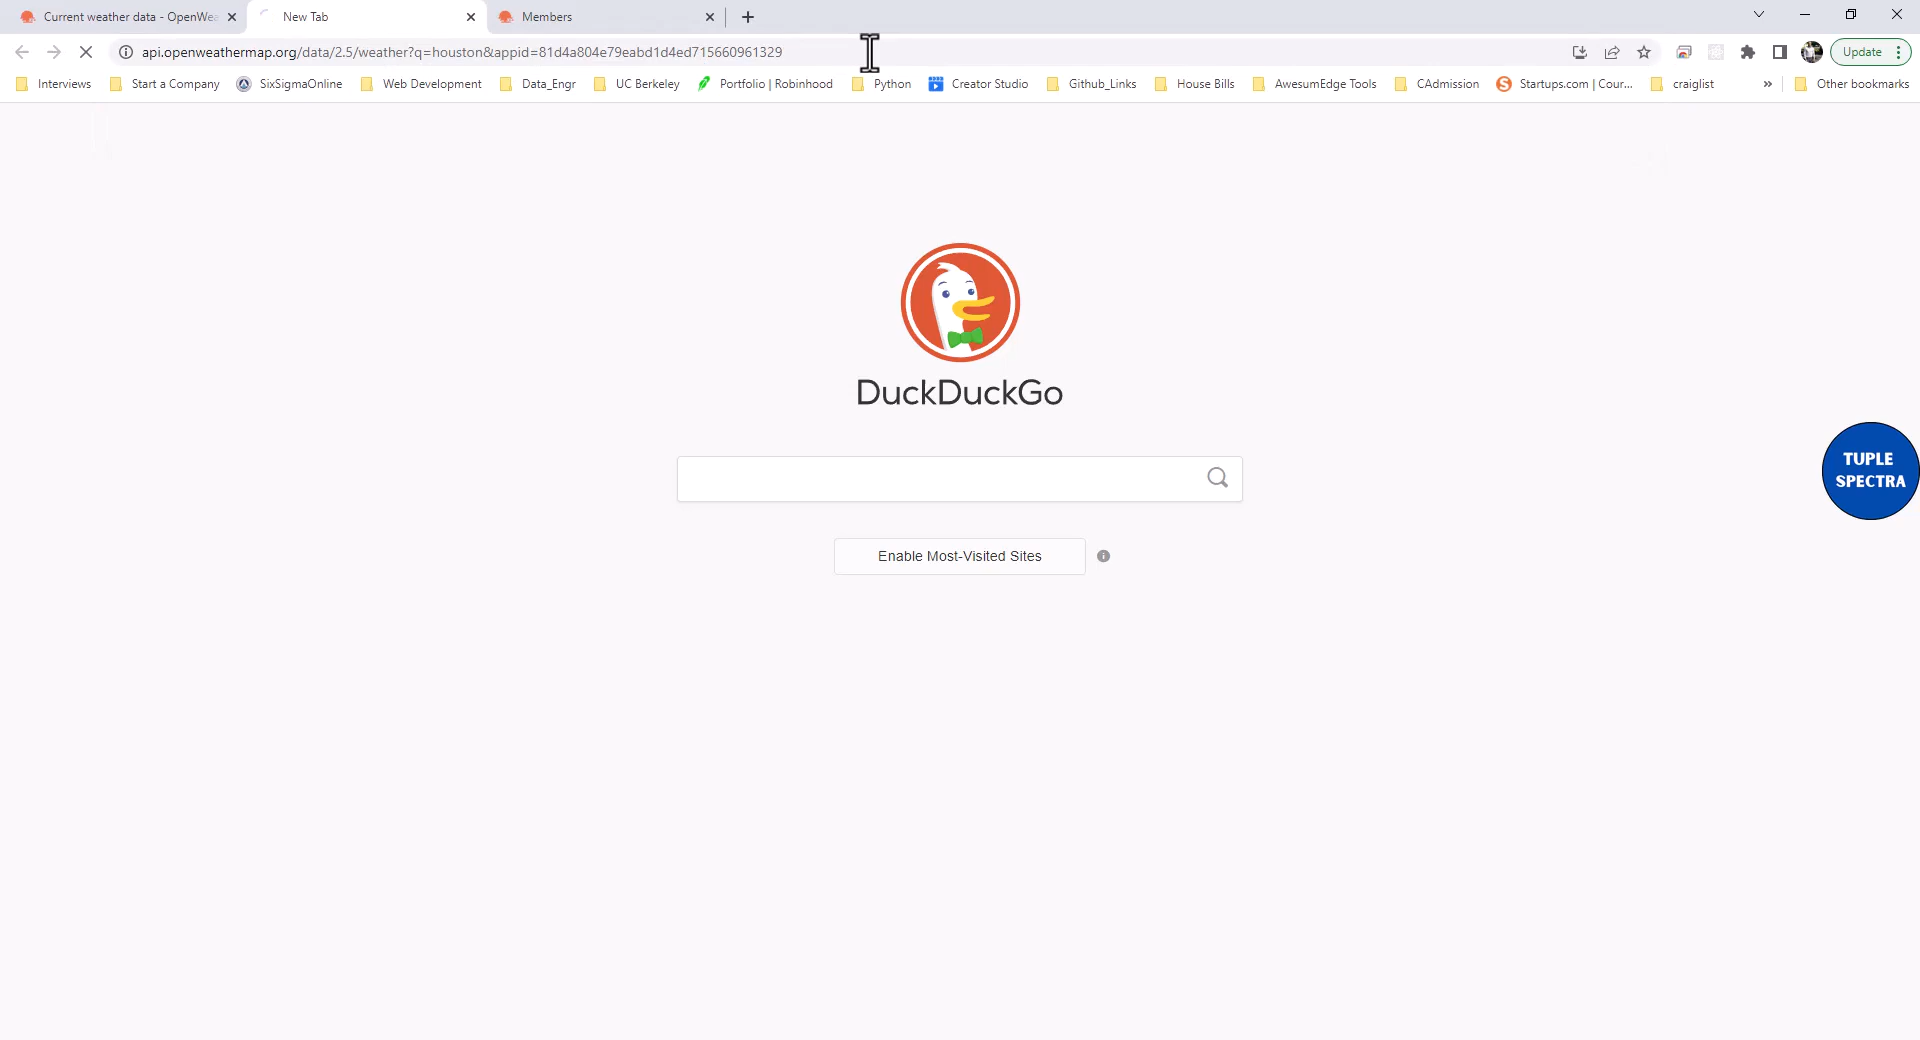 Current weather data - OpenWea
New Tab
Members
api.openweathermap.org/data/2.5/weather?q=houston&appid=81d4a804e79eabd1d4ed715660961329
Update
Interviews
Start a Company
SixSigmaOnline
Web Development
Data_Engr
UC Berkeley
Portfolio | Robinhood
Python
Creator Studio
Github_Links
House Bills
AwesumEdge Tools
CAdmission
Startups.com | Cour...
craiglist
»
Other bookmarks
DuckDuckGo
Enable Most-Visited Sites
TUPLE
SPECTRA